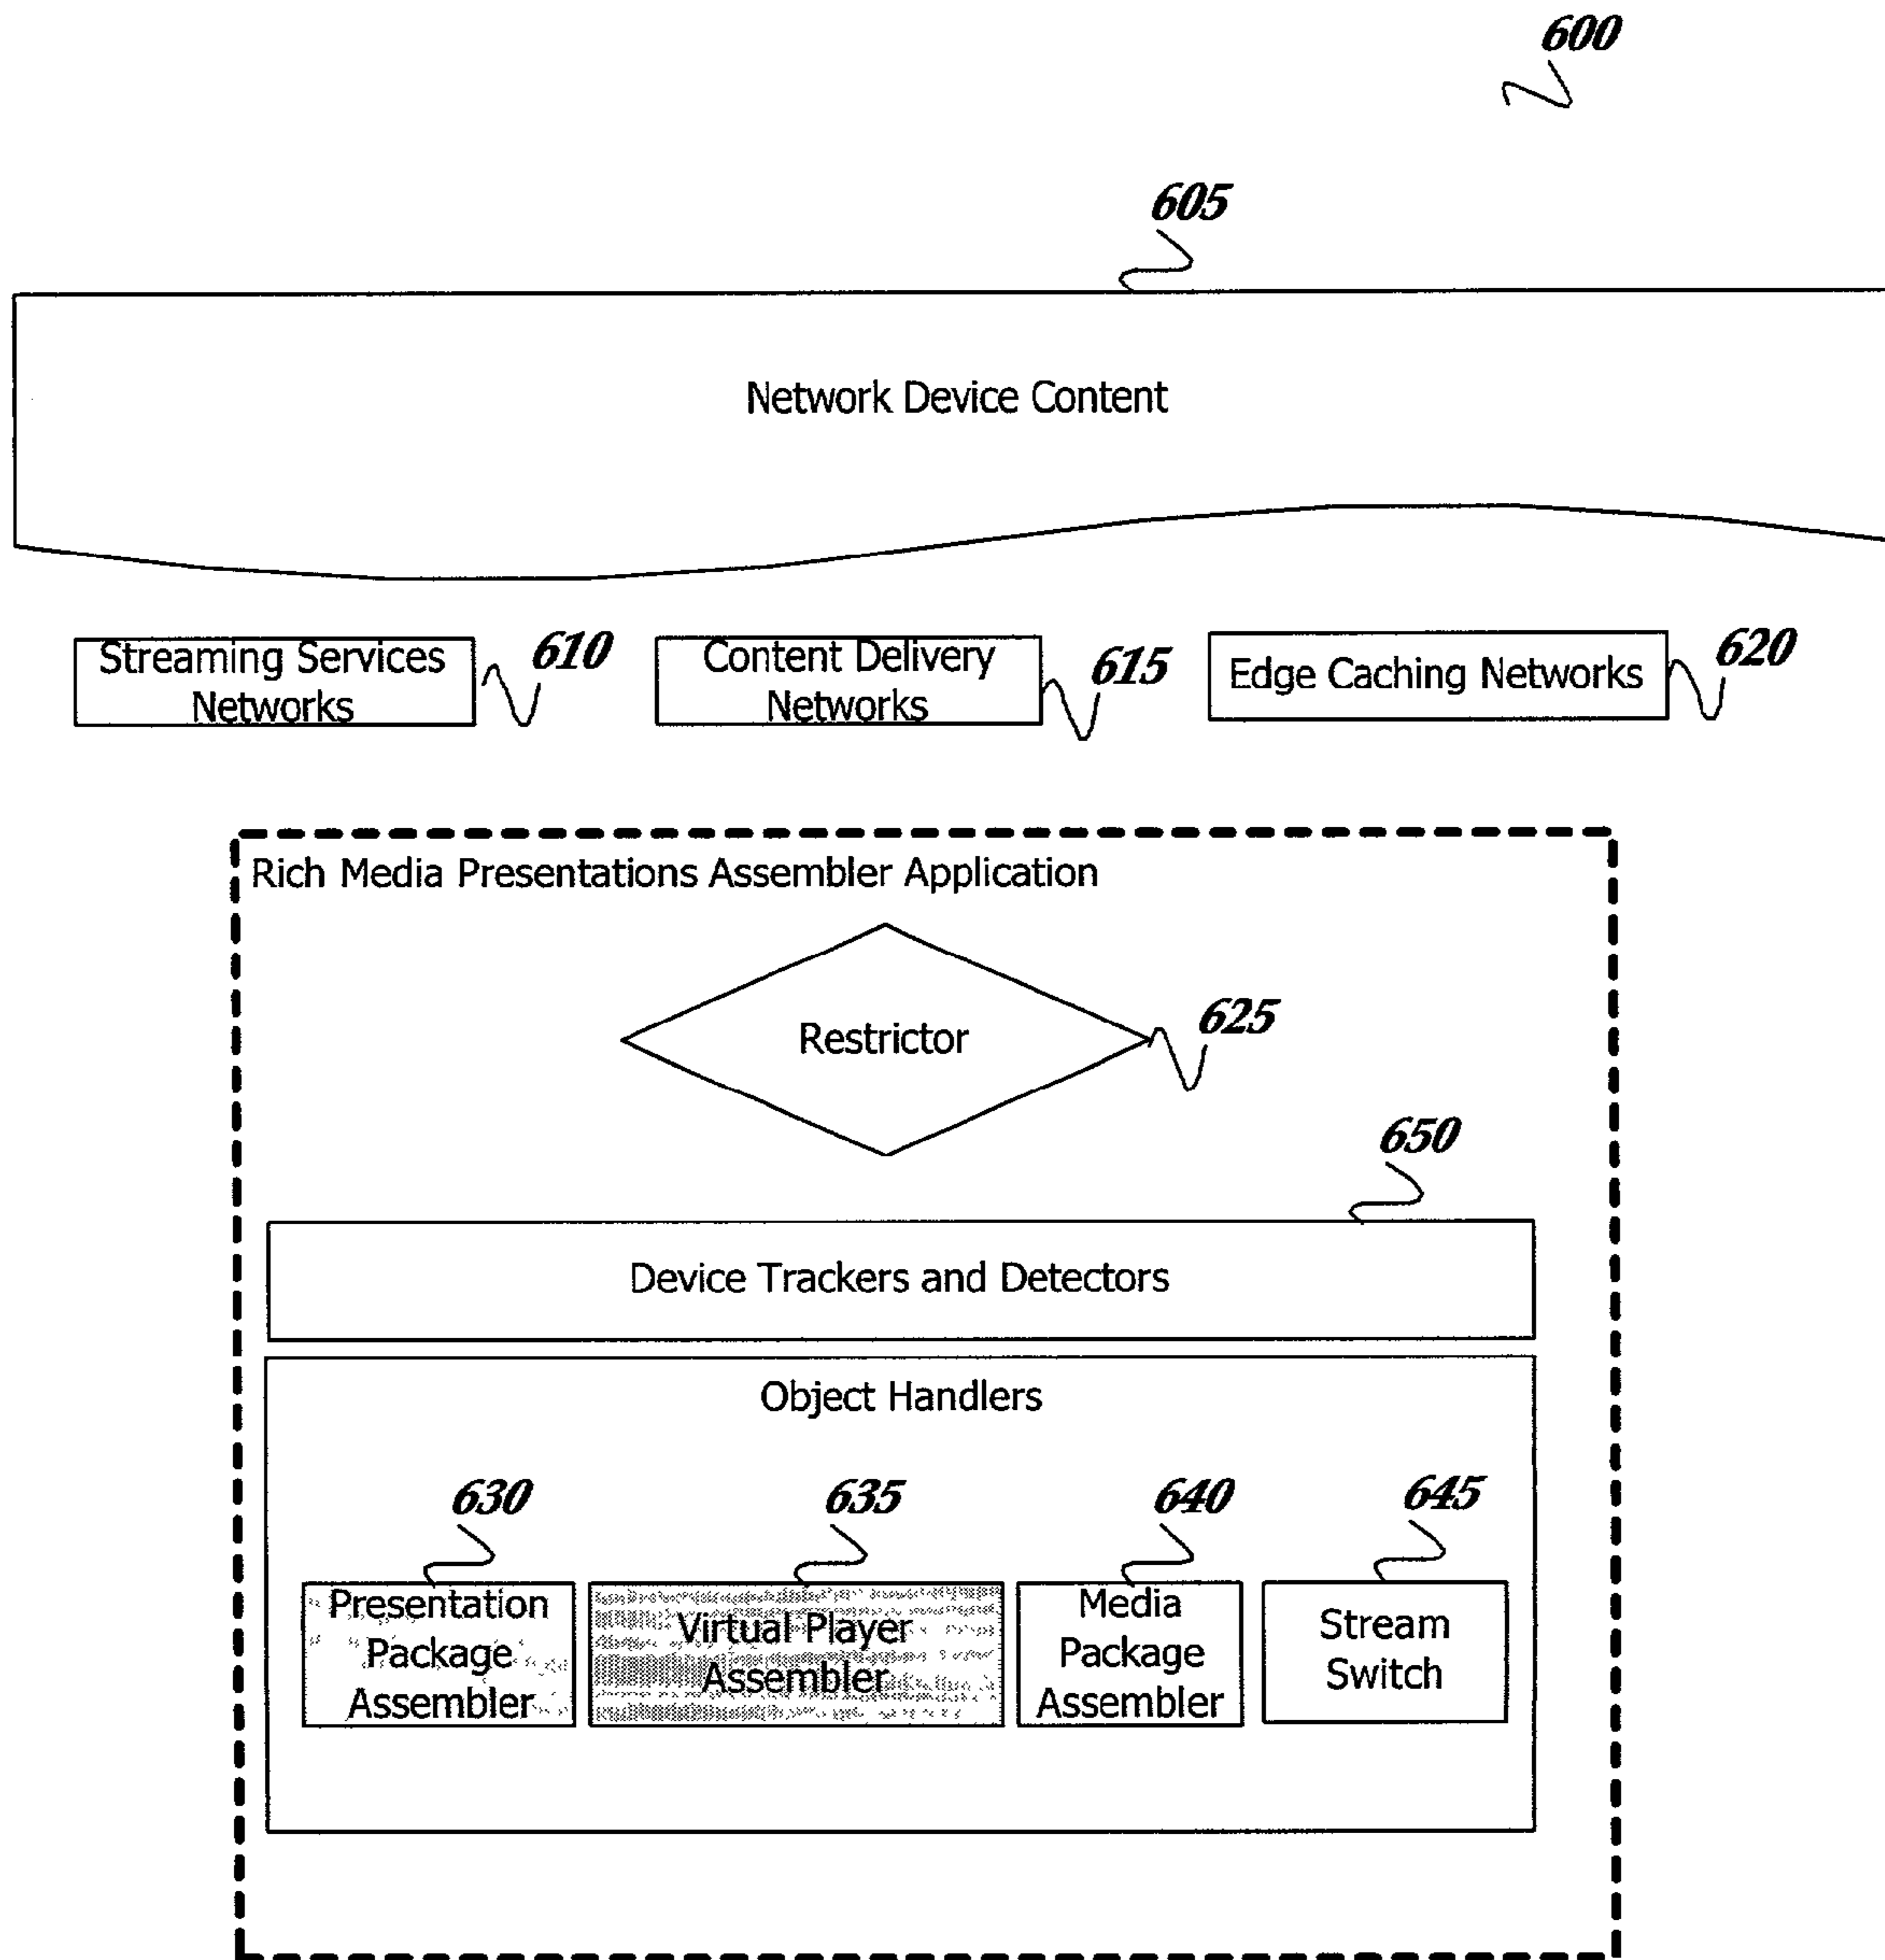 600
605
Network Device Content
Streaming Services
Networks
610
Content Delivery
Networks
615
Edge Caching Networks
620
Rich Media Presentations Assembler Application
Restrictor
625
650
Device Trackers and Detectors
Object Handlers
630
635
640
645
Presentation
Package
Assembler
Virtual Player
Assembler
Media
Package
Assembler
Stream
Switch